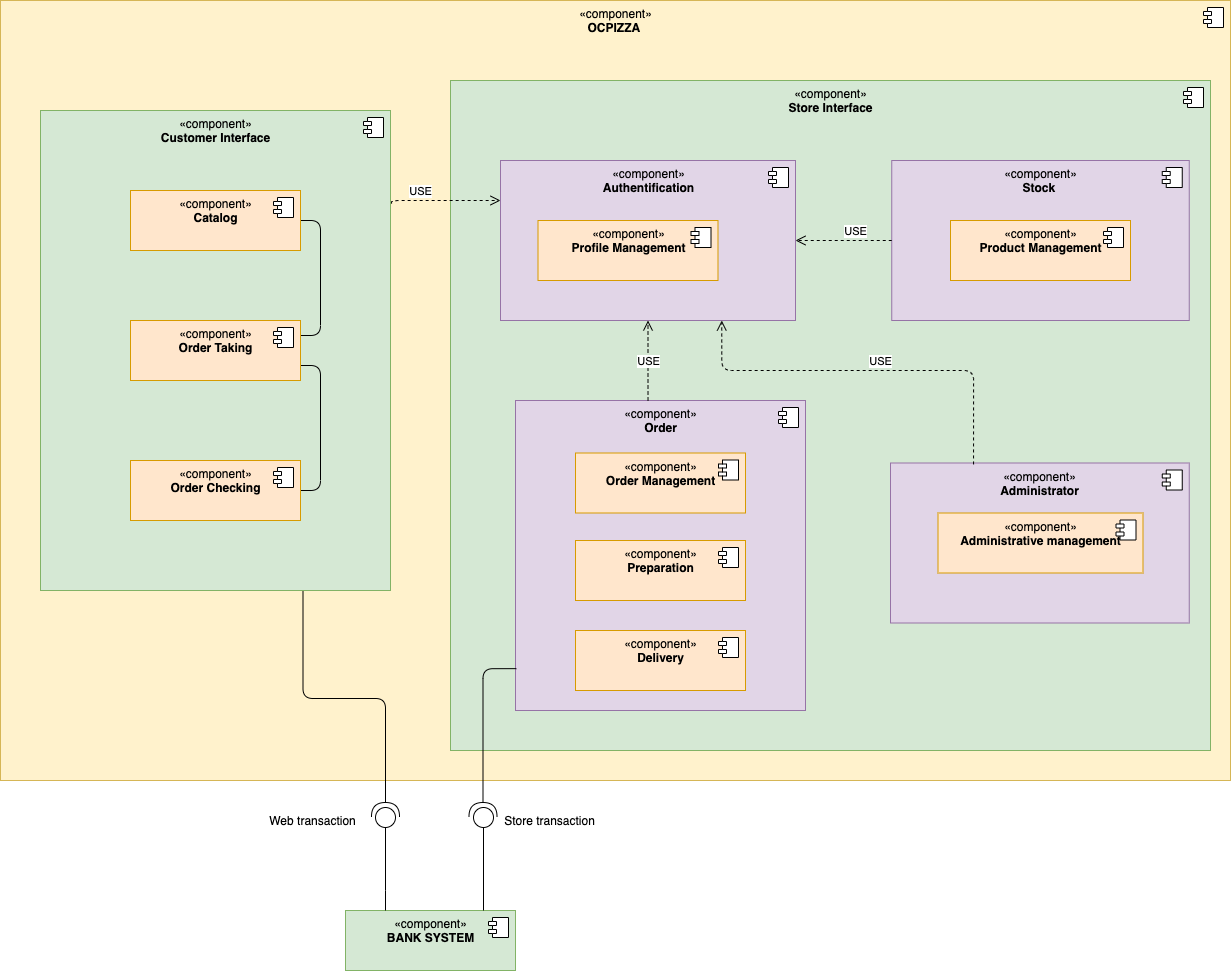 «component»
OCPIZZA
«component»
Store Interface
«component»
Customer Interface
«component»
Catalog
«component»
Order Taking
«component»
Order Checking
USE
«component»
Authentification
«component»
Profile Management
USE
«component»
Stock
«component»
Product Management
USE
USE
«component»
Order
«component»
Order Management
«component»
Preparation
«component»
Delivery
«component»
Administrator
«component»
Administrative management
Web transaction
Store transaction
«component»
BANK SYSTEM